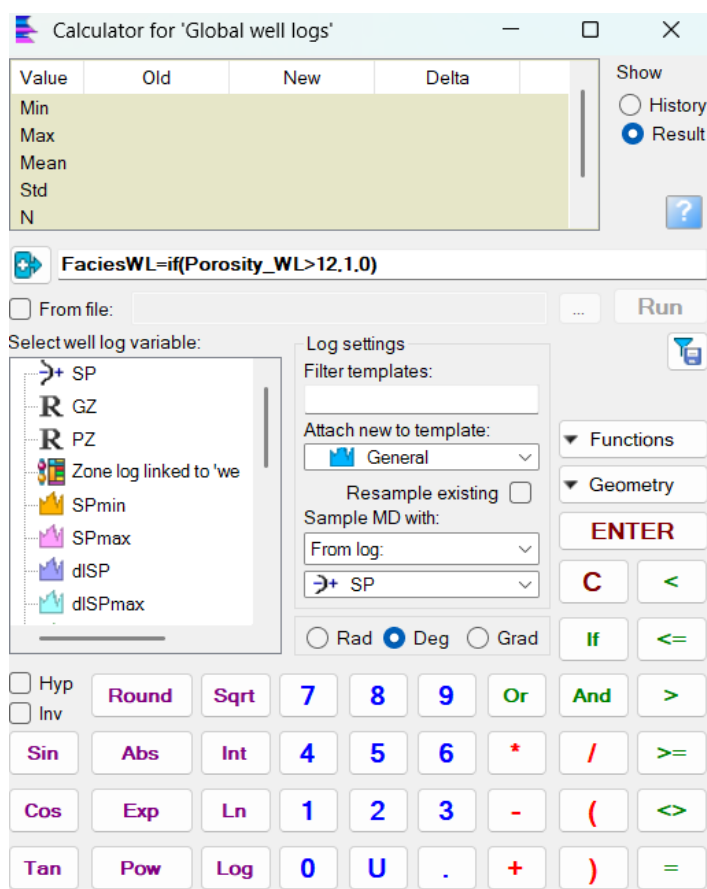 Calculator for 'Global well logs'
Value Old New Delta
Show
Min
History
Max
Result
Mean
Std
N
?
FaciesWL=if(Porosity_WL>12,1,0)
From file:
...
Run
Select well log variable:
SP
R GZ
R PZ
Zone log linked to 'we
SPmin
SPmax
dlSP
dlSPmax
Log settings
Filter templates:
Attach new to template:
General
Resample existing
Sample MD with:
From log:
SP
Rad Deg Grad
Functions
Geometry
ENTER
C <
If <=
Hyp
Inv
Round Sqrt 7 8 9 Or And >
Sin Abs Int 4 5 6 * / >=
Cos Exp Ln 1 2 3 - ( <>
Tan Pow Log 0 U . + ) =